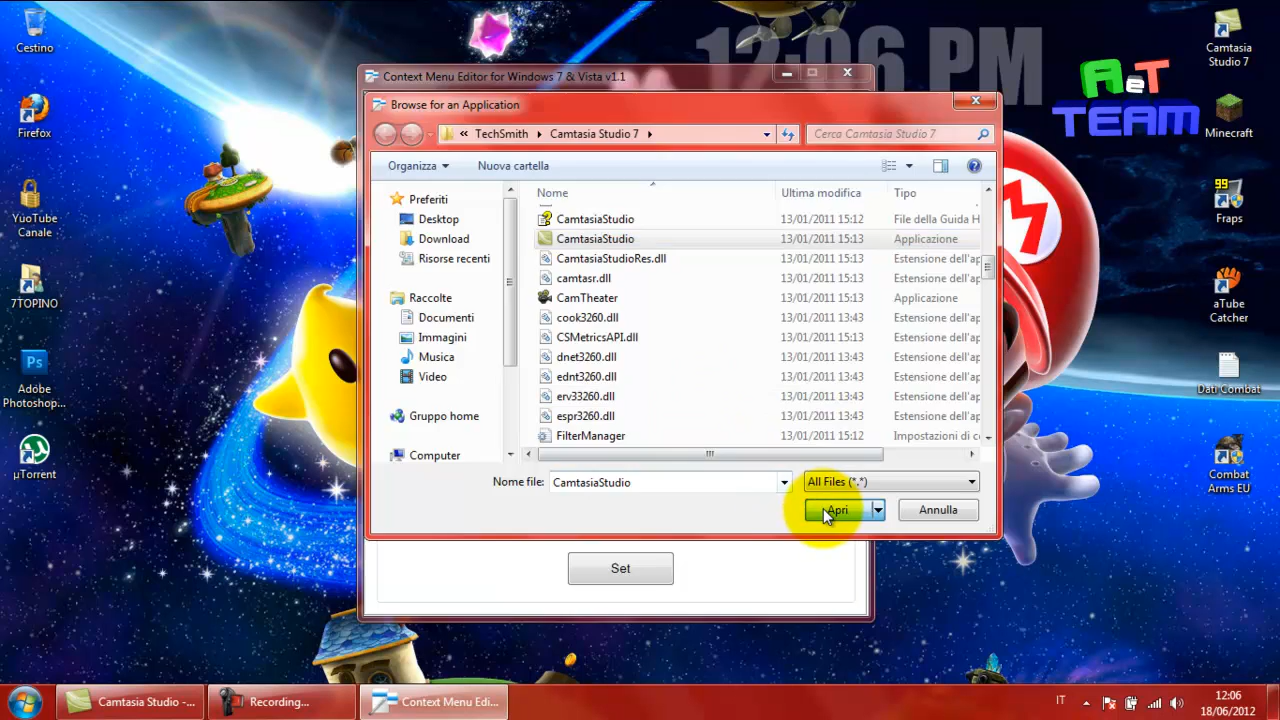 12:06 PM
Cestino
Firefox
YuoTube
Canale
7TOPINO
Adobe
Photoshop...
µTorrent
Camtasia
Studio 7
Minecraft
Fraps
aTube
Catcher
Dati Combat
Combat
Arms EU
A&T
TEAM
M
99
Ps
Context Menu Editor for Windows 7 & Vista v1.1
Browse for an Application
« TechSmith Camtasia Studio 7
Cerca Camtasia Studio 7
Organizza Nuova cartella
Preferiti
Desktop
Download
Risorse recenti
Raccolte
Documenti
Immagini
Musica
Video
Gruppo home
Computer
Nome Ultima modifica Tipo
CamtasiaStudio 13/01/2011 15:12 File della Guida H
CamtasiaStudio 13/01/2011 15:13 Applicazione
CamtasiaStudioRes.dll 13/01/2011 15:13 Estensione dell'ap
camtasr.dll 13/01/2011 15:13 Estensione dell'ap
CamTheater 13/01/2011 15:13 Applicazione
cook3260.dll 13/01/2011 13:43 Estensione dell'ap
CSMetricsAPI.dll 13/01/2011 15:13 Estensione dell'ap
dnet3260.dll 13/01/2011 13:43 Estensione dell'ap
ednt3260.dll 13/01/2011 13:43 Estensione dell'ap
erv33260.dll 13/01/2011 13:43 Estensione dell'ap
espr3260.dll 13/01/2011 13:43 Estensione dell'ap
FilterManager 13/01/2011 15:12 Impostazioni di co
Nome file: CamtasiaStudio All Files (*.*)
Apri Annulla
Set
Camtasia Studio -... Recording... Context Menu Edi...
IT
12:06
18/06/2012